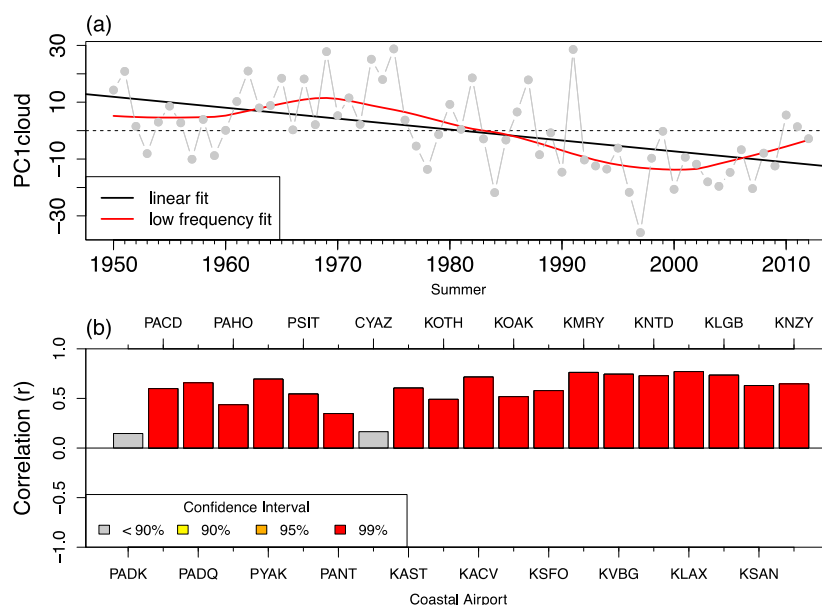 (a)
30
10
−10
−30
PC1cloud
linear fit
low frequency fit
1950 1960 1970 1980 1990 2000 2010
Summer
(b)
PACD PAHO PSIT CYAZ KOTH KOAK KMRY KNTD KLGB KNZY
1.0
0.5
0.0
−0.5
−1.0
Correlation (r)
Confidence Interval
< 90% 90% 95% 99%
PADK PADQ PYAK PANT KAST KACV KSFO KVBG KLAX KSAN
Coastal Airport